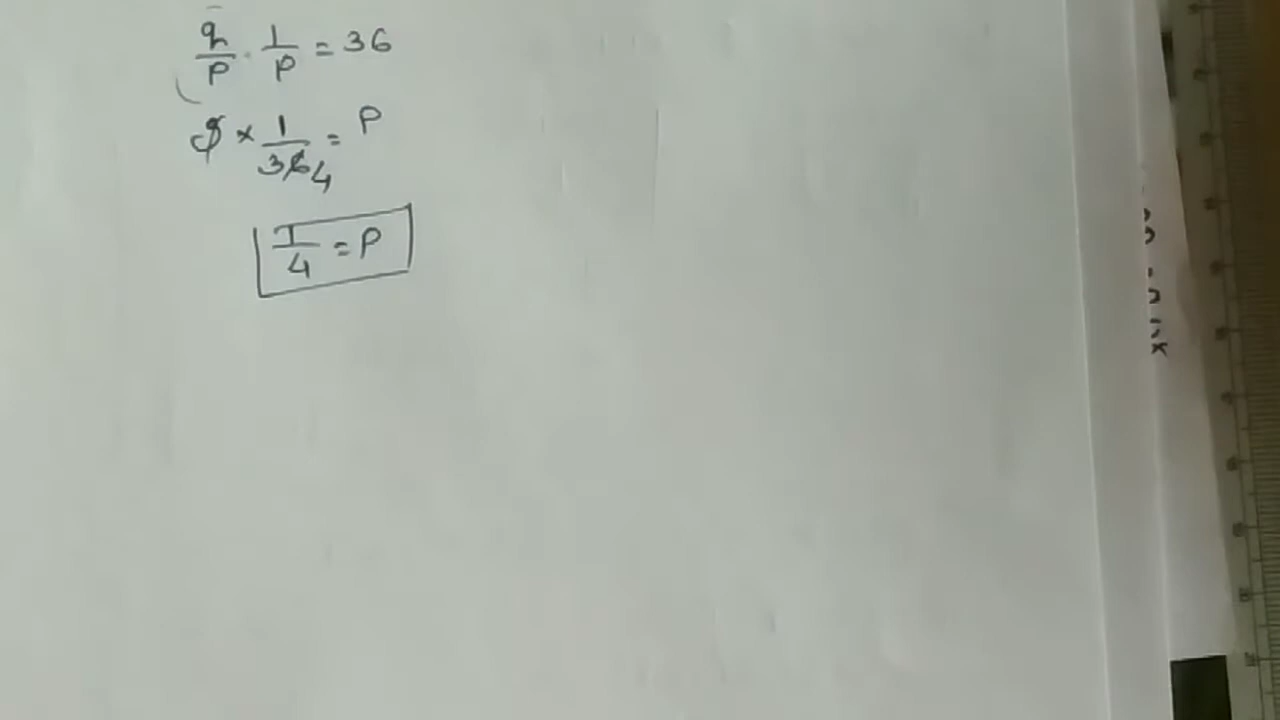 q/p · 1/p = 36
9 × 1/36 4 = P
1/4 = P